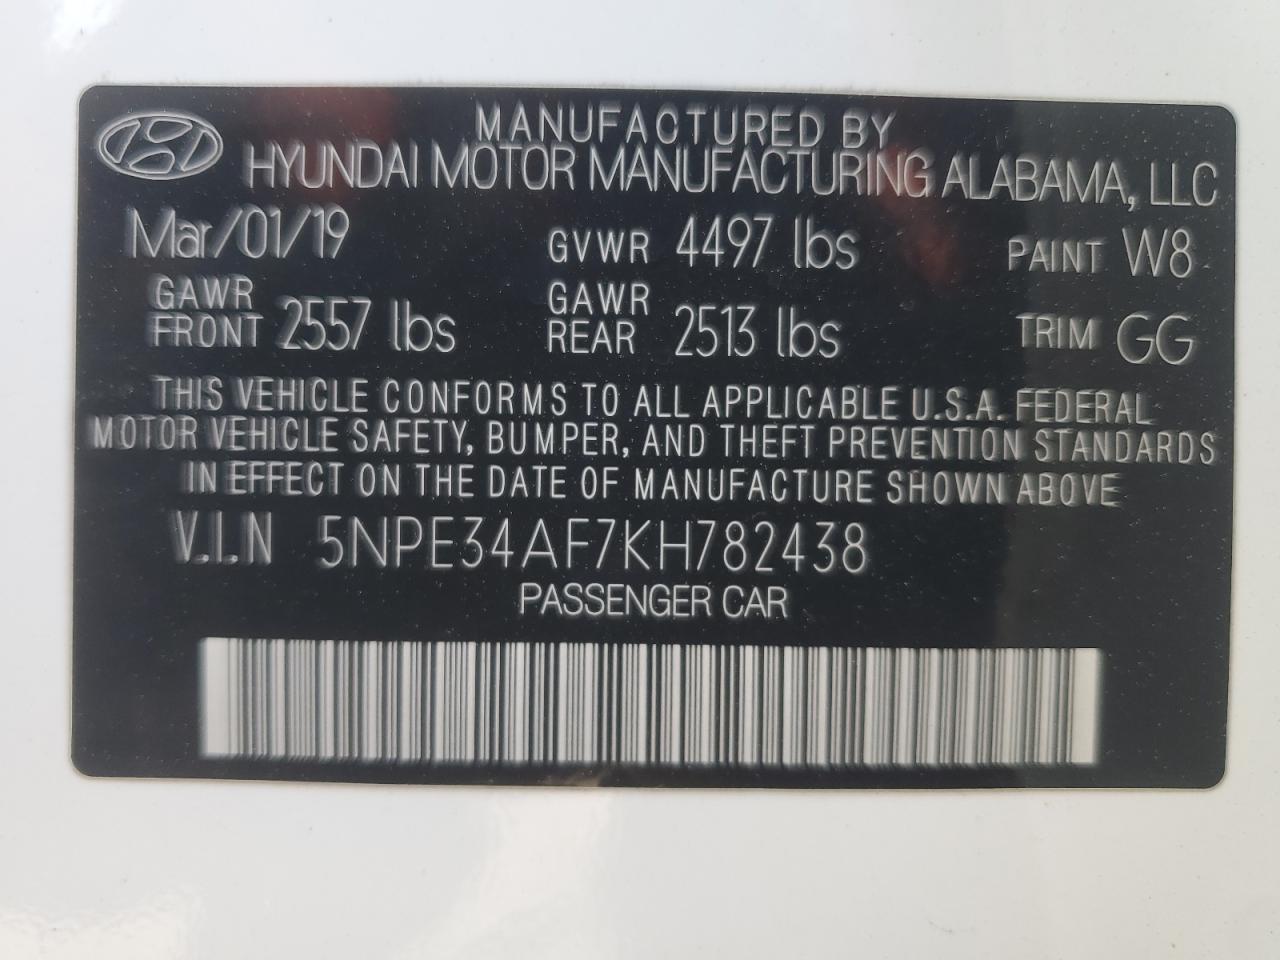 MANUFACTURED BY
HYUNDAI MOTOR MANUFACTURING ALABAMA, LLC
Mar/01/19 GVWR 4497 lbs PAINT W8
GAWR FRONT 2557 lbs GAWR REAR 2513 lbs TRIM GG
THIS VEHICLE CONFORMS TO ALL APPLICABLE U.S.A. FEDERAL
MOTOR VEHICLE SAFETY, BUMPER, AND THEFT PREVENTION STANDARDS
IN EFFECT ON THE DATE OF MANUFACTURE SHOWN ABOVE
V.I.N 5NPE34AF7KH782438
PASSENGER CAR